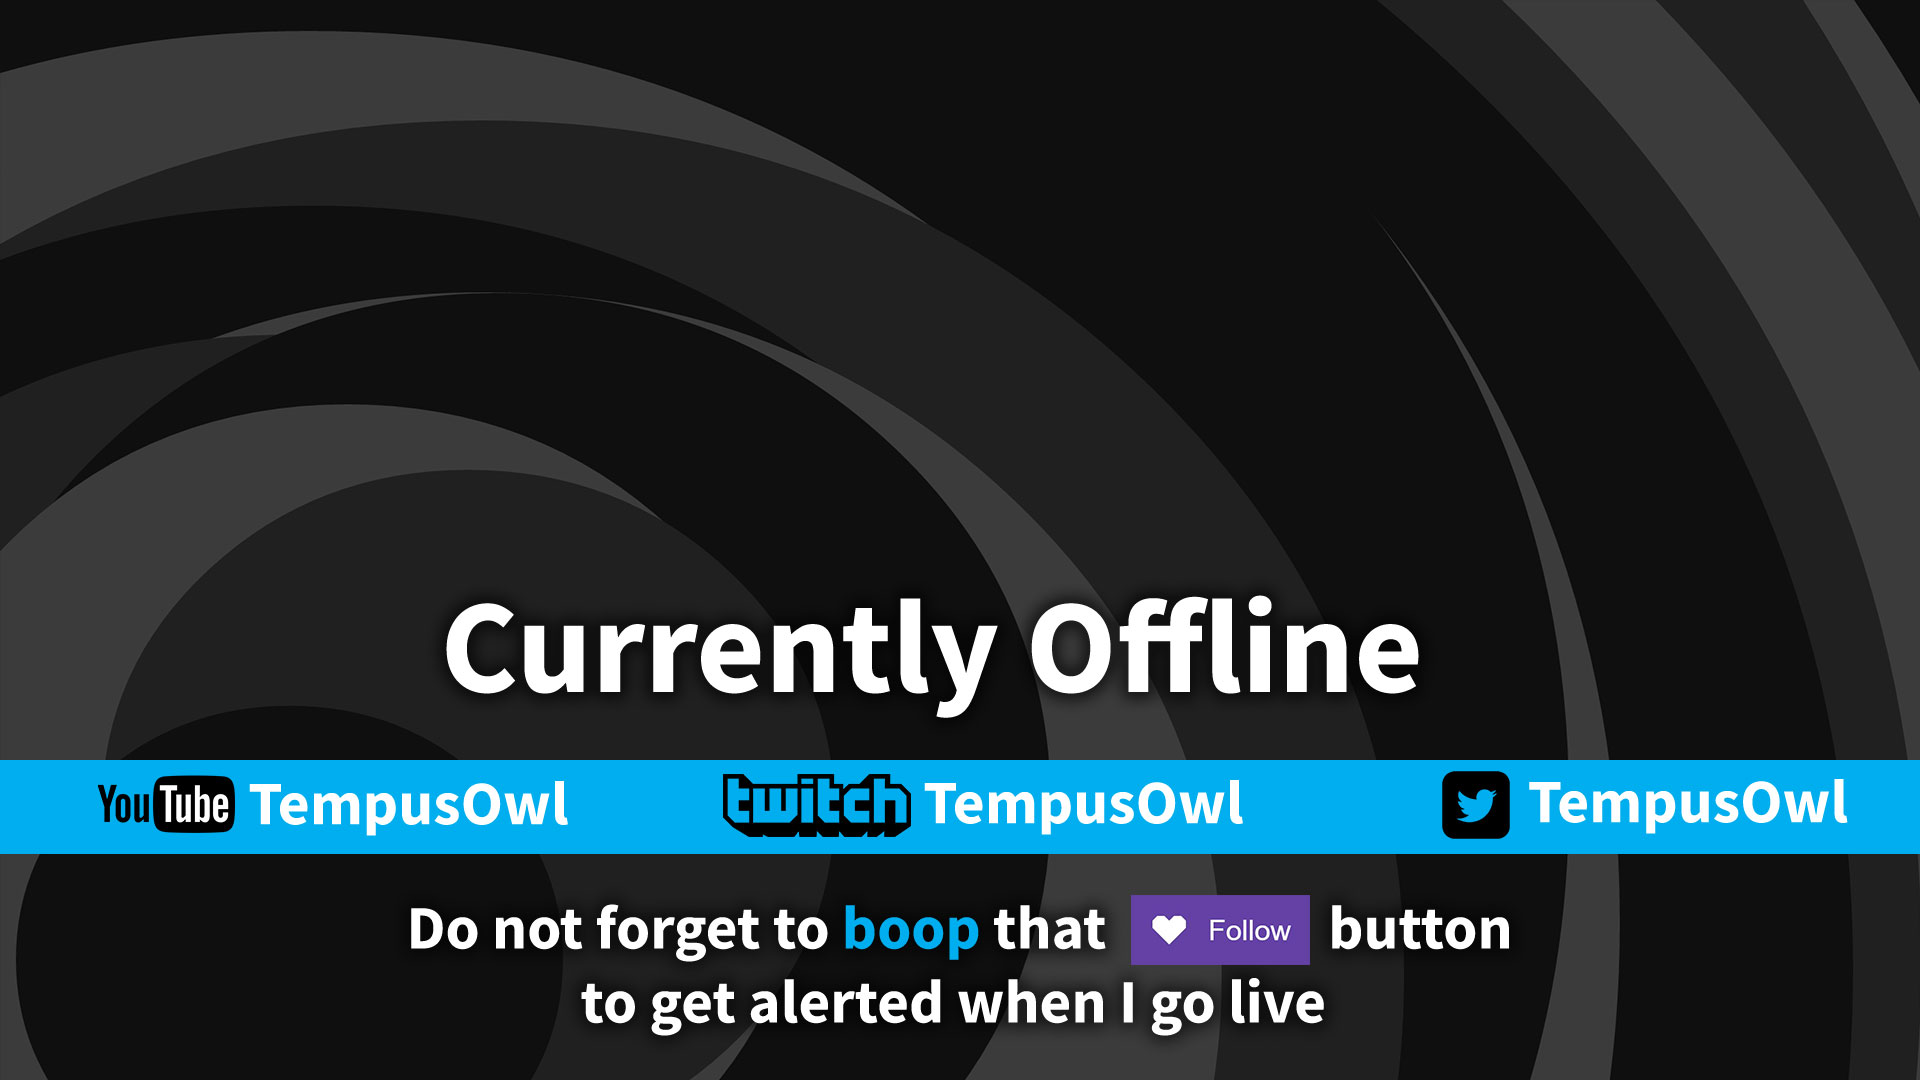 Currently Offline
YouTube TempusOwl twitch TempusOwl TempusOwl
Do not forget to boop that Follow button
to get alerted when I go live